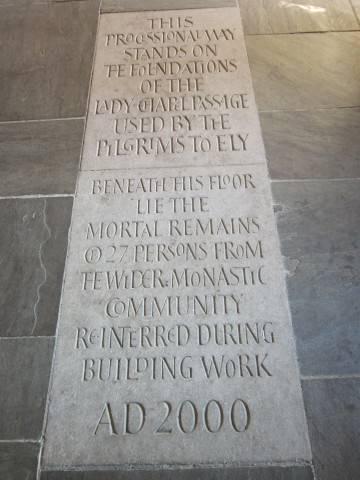 THIS
PROCESSIONAL WAY
STANDS ON
THE FOUNDATIONS
OF THE
LADY CHAPEL PASSAGE
USED BY THE
PILGRIMS TO ELY
BENEATH THIS FLOOR
LIE THE
MORTAL REMAINS
OF 27 PERSONS FROM
THE WIDER MONASTIC
COMMUNITY
REINTERRED DURING
BUILDING WORK
AD 2000